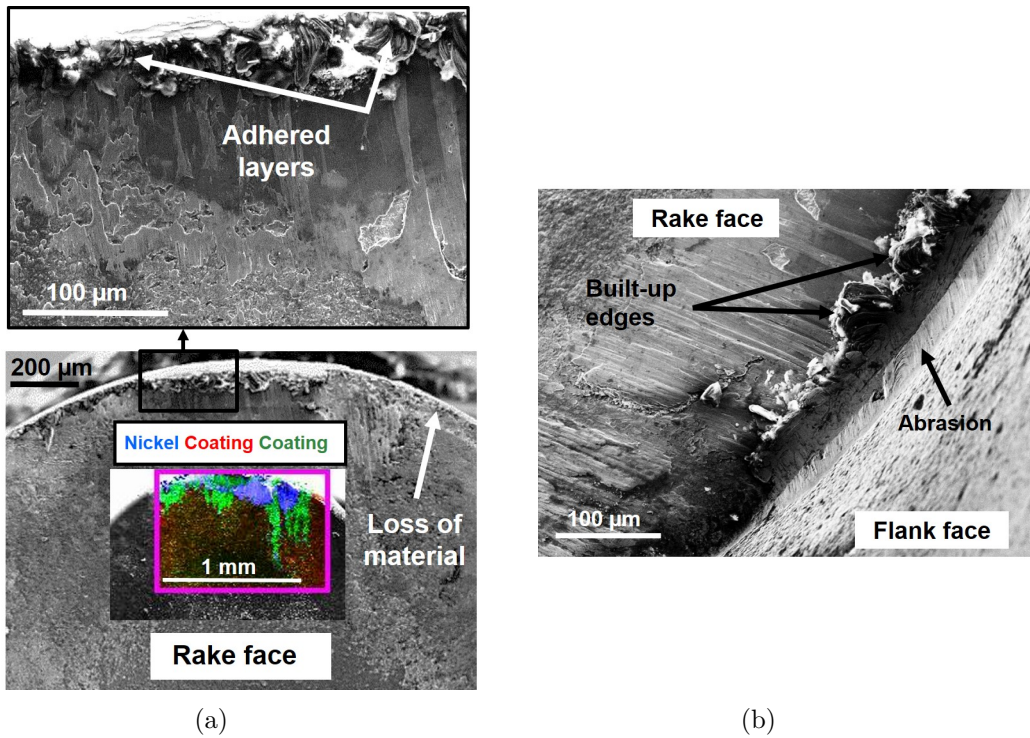 Adhered
layers
100 µm
200 µm
Nickel Coating Coating
1 mm
Loss of
material
Rake face
(a)
Rake face
Built-up
edges
Abrasion
100 µm
Flank face
(b)